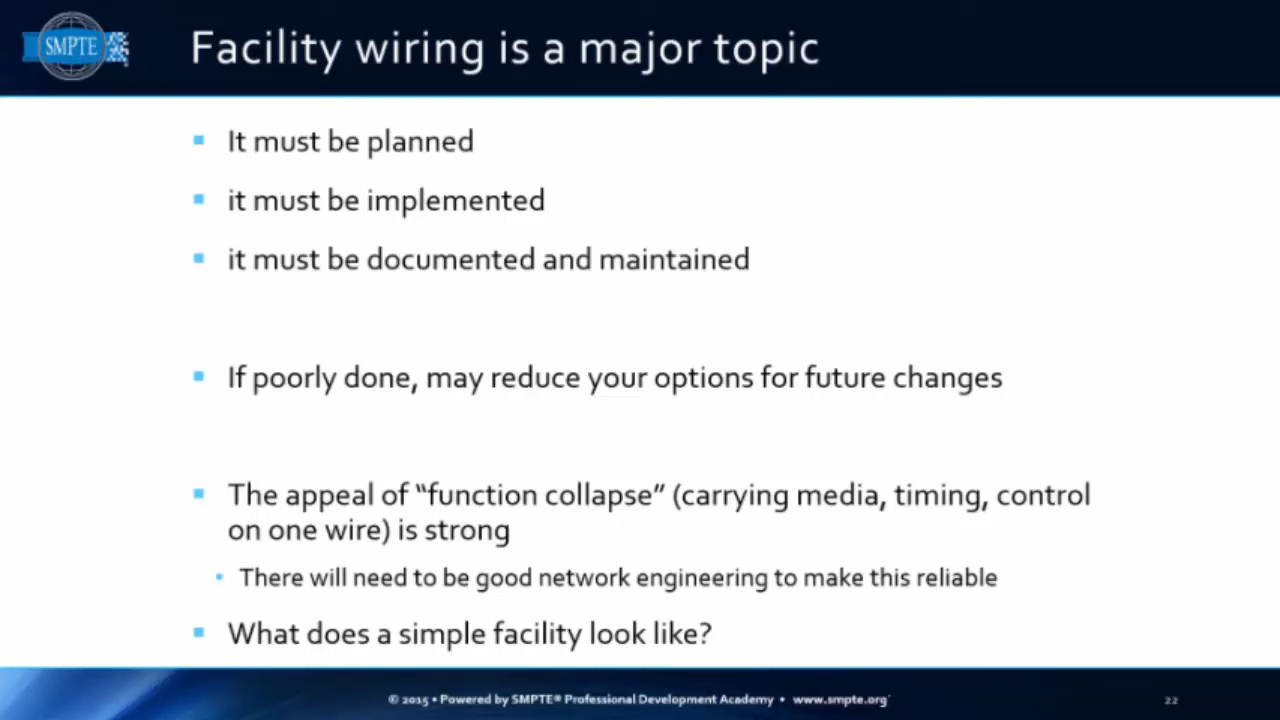 SMPTE
Facility wiring is a major topic
It must be planned
it must be implemented
it must be documented and maintained
If poorly done, may reduce your options for future changes
The appeal of “function collapse” (carrying media, timing, control
on one wire) is strong
There will need to be good network engineering to make this reliable
What does a simple facility look like?
© 2015 • Powered by SMPTE® Professional Development Academy • www.smpte.org
22